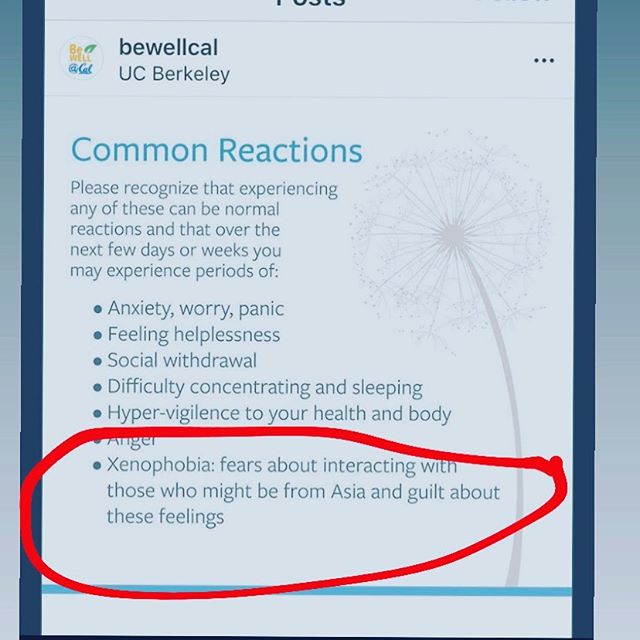 Posts
bewellcal
UC Berkeley
Be
WELL
@Cal
Common Reactions
Please recognize that experiencing
any of these can be normal
reactions and that over the
next few days or weeks you
may experience periods of:
• Anxiety, worry, panic
• Feeling helplessness
• Social withdrawal
• Difficulty concentrating and sleeping
• Hyper-vigilence to your health and body
• Anger
• Xenophobia: fears about interacting with
those who might be from Asia and guilt about
these feelings